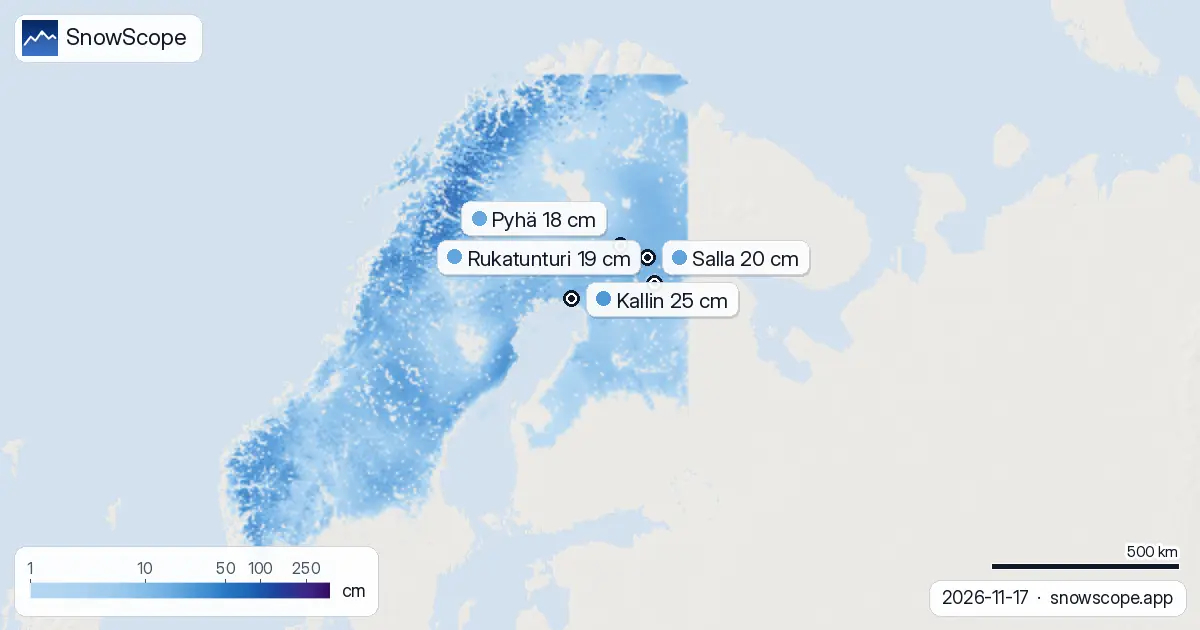 SnowScope
Pyhä 18 cm
Rukatunturi 19 cm
Salla 20 cm
Kallin 25 cm
1 10 50 100 250 cm
500 km
2026-11-17 · snowscope.app